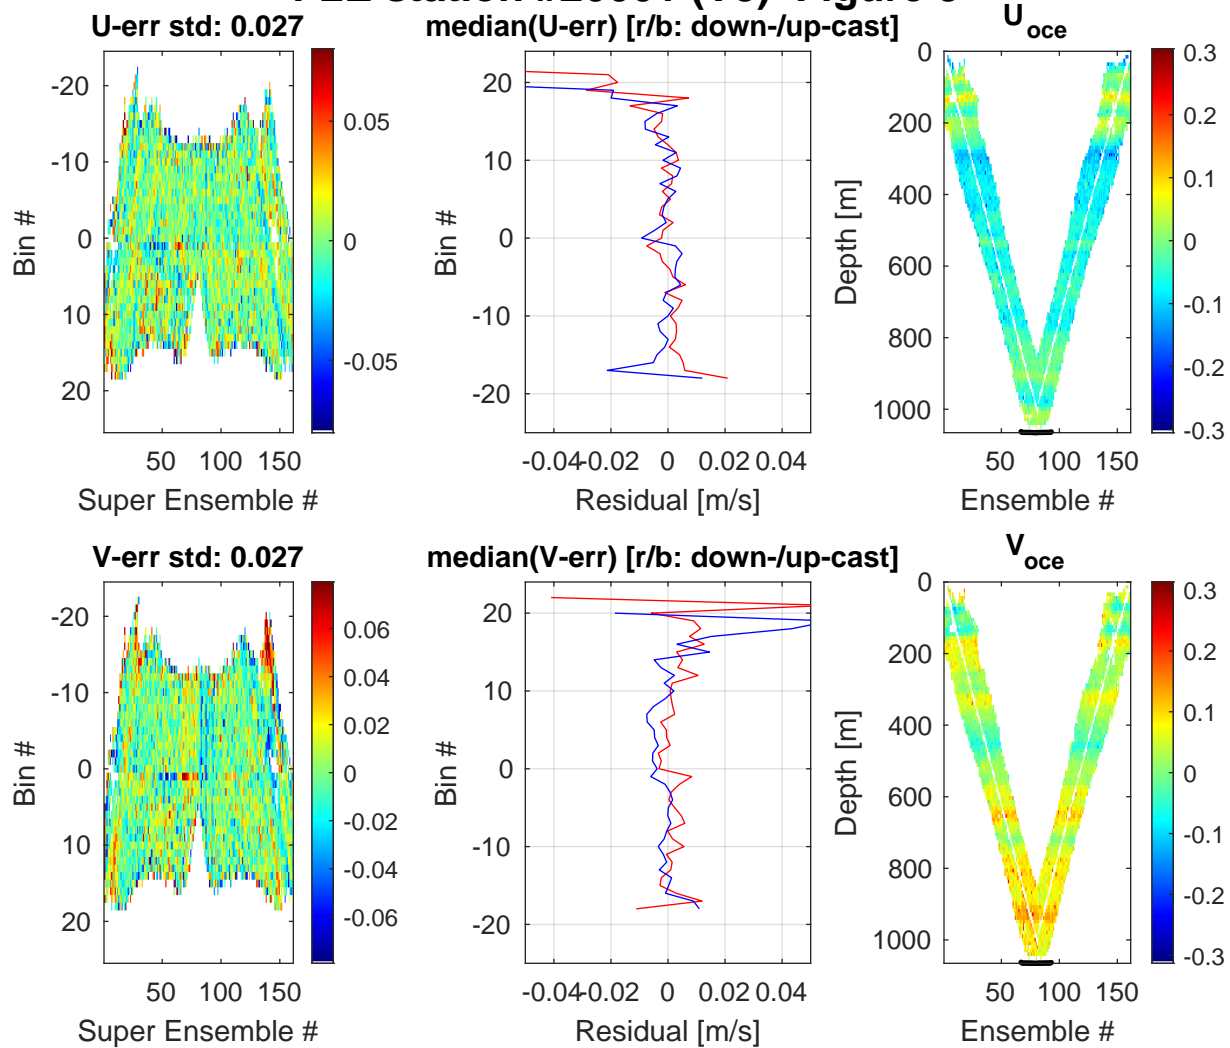 U-err std: 0.027
median(U-err) [r/b: down-/up-cast]
U_oce
-20
-10
0
10
20
Bin #
50 100 150
Super Ensemble #
0.05
0
-0.05
20
10
0
-10
-20
Bin #
-0.04 -0.02 0 0.02 0.04
Residual [m/s]
0
200
400
600
800
1000
Depth [m]
50 100 150
Ensemble #
0.3
0.2
0.1
0
-0.1
-0.2
-0.3
V-err std: 0.027
median(V-err) [r/b: down-/up-cast]
V_oce
-20
-10
0
10
20
Bin #
50 100 150
Super Ensemble #
0.06
0.04
0.02
0
-0.02
-0.04
-0.06
20
10
0
-10
-20
Bin #
-0.04 -0.02 0 0.02 0.04
Residual [m/s]
0
200
400
600
800
1000
Depth [m]
50 100 150
Ensemble #
0.3
0.2
0.1
0
-0.1
-0.2
-0.3